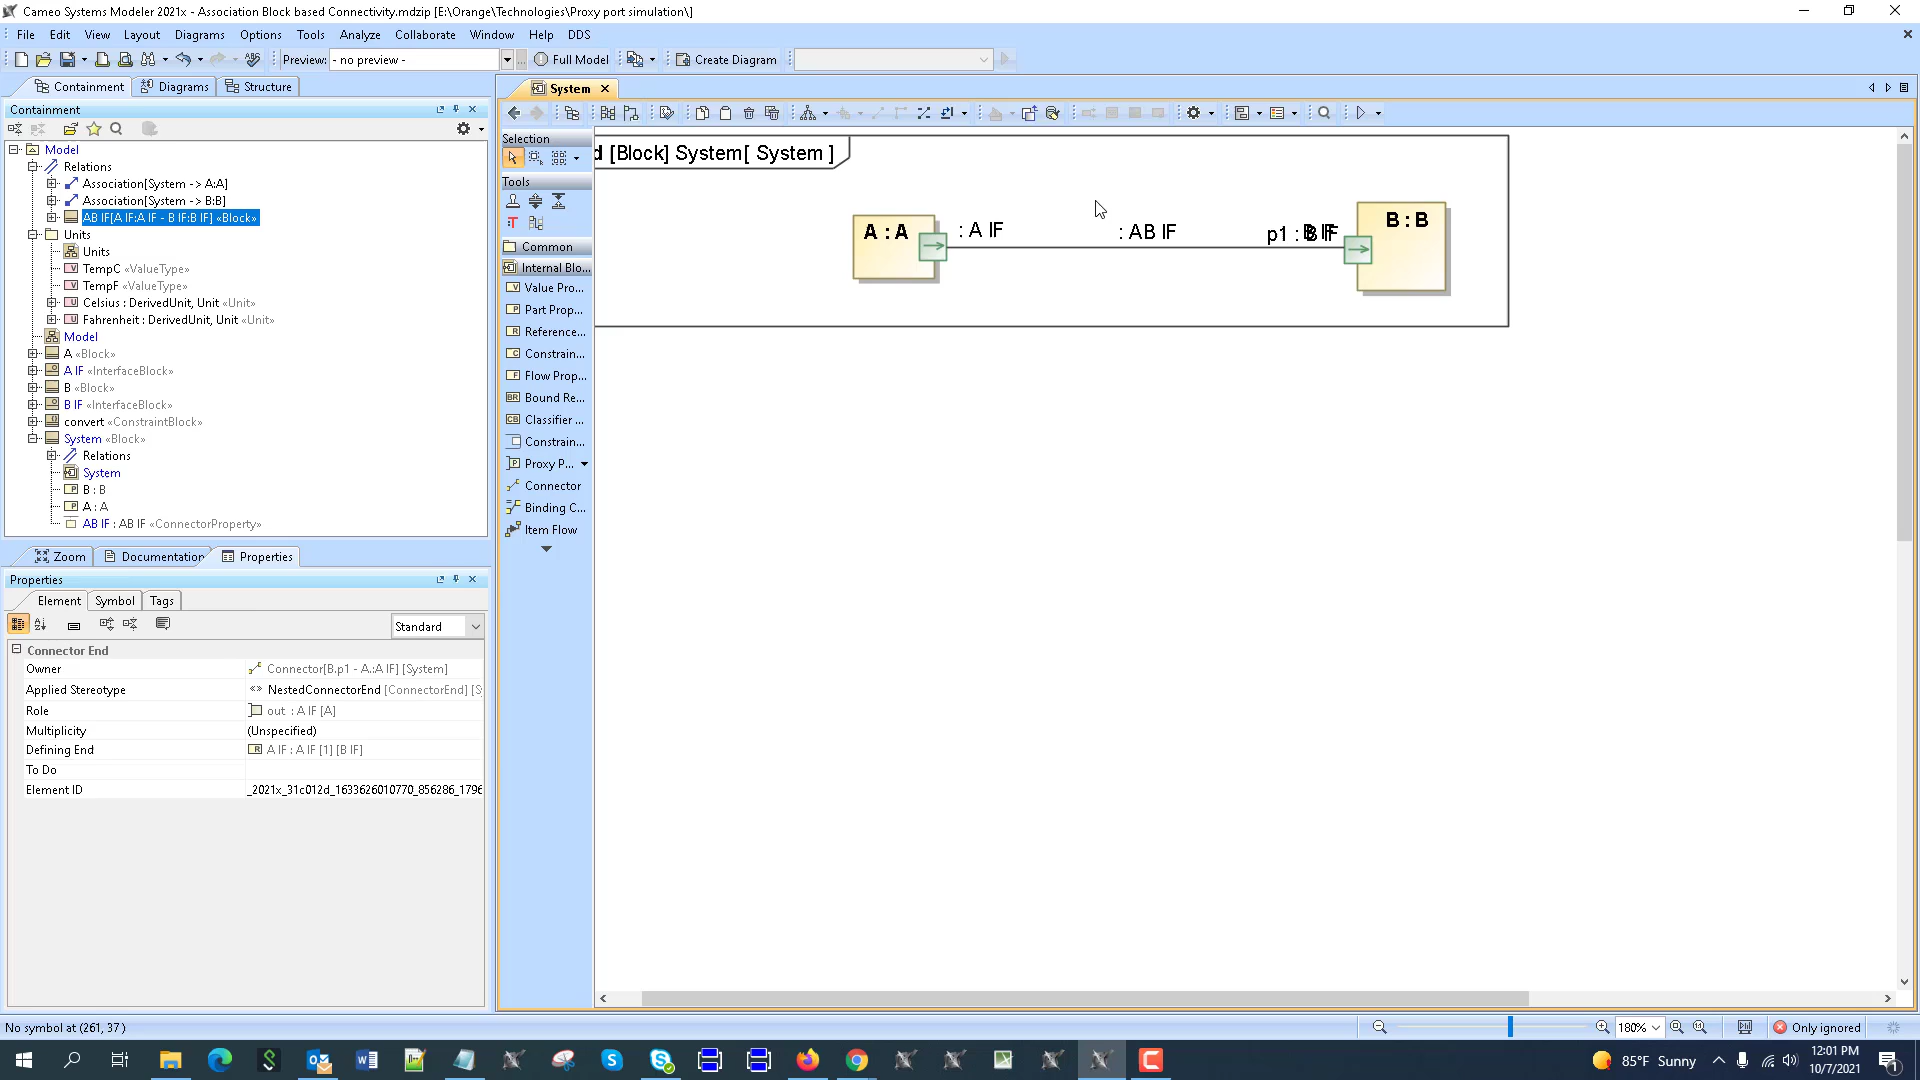 Cameo Systems Modeler 2021x - Association Block based Connectivity.mdzip [E:\Orange\Technologies\Proxy port simulation\]
File Edit View Layout Diagrams Options Tools Analyze Collaborate Window Help DDS
Preview: - no preview - ... Full Model Create Diagram
Containment Diagrams Structure
System
Containment
Model
Relations
Association[System -> A:A]
Association[System -> B:B]
AB IF[A IF:A IF - B IF:B IF] «Block»
Units
Units
TempC «ValueType»
TempF «ValueType»
Celsius : DerivedUnit, Unit «Unit»
Fahrenheit : DerivedUnit, Unit «Unit»
Model
A «Block»
A IF «InterfaceBlock»
B «Block»
B IF «InterfaceBlock»
convert «ConstraintBlock»
System «Block»
Relations
System
B : B
A : A
AB IF : AB IF «ConnectorProperty»
Zoom Documentation Properties
Properties
Element Symbol Tags
Standard
Connector End
Owner Connector[B.p1 - A.:A IF] [System]
Applied Stereotype «» NestedConnectorEnd [ConnectorEnd] [S
Role out : A IF [A]
Multiplicity (Unspecified)
Defining End A IF : A IF [1] [B IF]
To Do
Element ID _2021x_31c012d_1633626010770_856286_1796
Selection
Tools
Common
Internal Blo...
Value Pro...
Part Prop...
Reference...
Constrain...
Flow Prop...
Bound Re...
Classifier ...
Constrain...
Proxy P...
Connector
Binding C...
Item Flow
d [Block] System[ System ]
A : A
: A IF
: AB IF
p1 : B IF
B : B
No symbol at (261, 37 )
180%
Only ignored
85°F Sunny
12:01 PM
10/7/2021
1